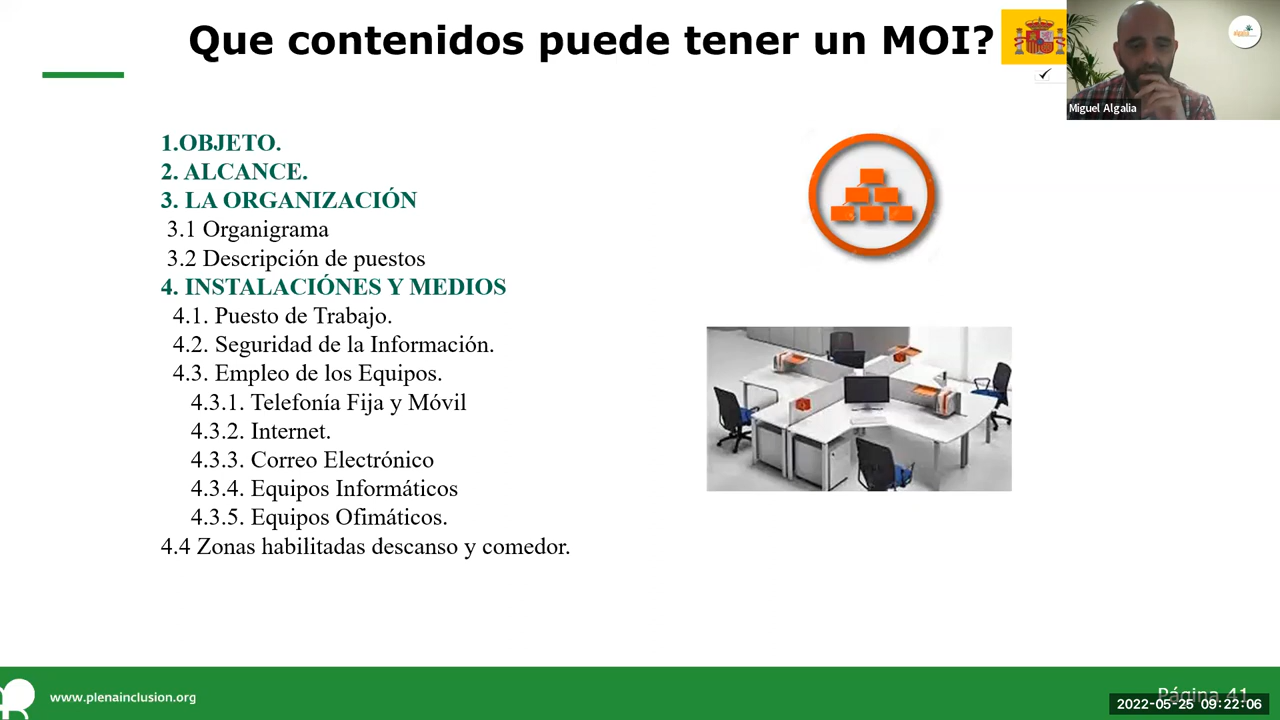 Que contenidos puede tener un MOI?
Miguel Algalia
1.OBJETO.
2. ALCANCE.
3. LA ORGANIZACIÓN
3.1 Organigrama
3.2 Descripción de puestos
4. INSTALACIÓNES Y MEDIOS
4.1. Puesto de Trabajo.
4.2. Seguridad de la Información.
4.3. Empleo de los Equipos.
4.3.1. Telefonía Fija y Móvil
4.3.2. Internet.
4.3.3. Correo Electrónico
4.3.4. Equipos Informáticos
4.3.5. Equipos Ofimáticos.
4.4 Zonas habilitadas descanso y comedor.
www.plenainclusion.org
Página 41
2022-05-25 09:22:06